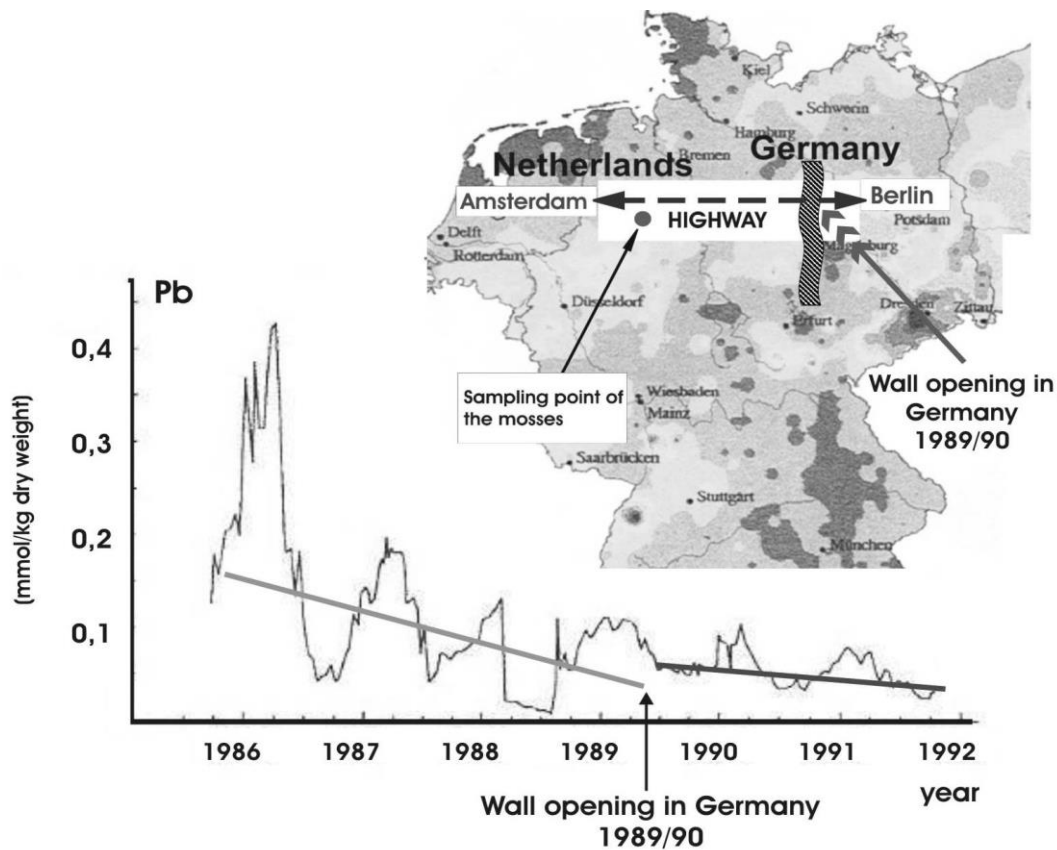 Kiel
Schwerin
Hamburg
Bremen
Netherlands
Germany
Amsterdam
Berlin
HIGHWAY
Potsdam
Magdeburg
Delft
Rotterdam
Düsseldorf
Dresden
Zittau
Erfurt
Sampling point of
the mosses
Wiesbaden
Mainz
Wall opening in
Germany
1989/90
Saarbrücken
Stuttgart
München
Pb
(mmol/kg dry weight)
0,4
0,3
0,2
0,1
1986 1987 1988 1989 1990 1991 1992
year
Wall opening in Germany
1989/90